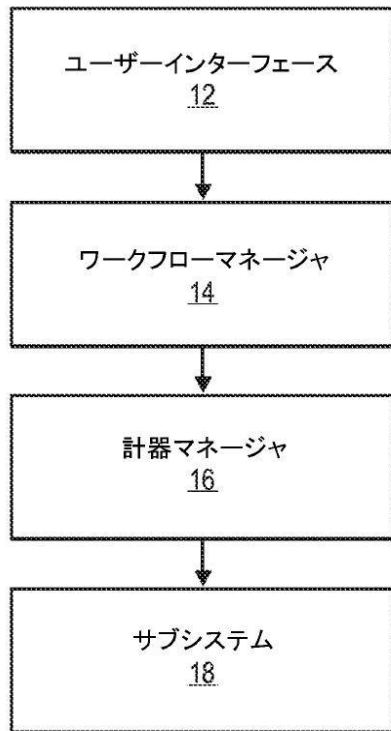 ユーザーインターフェース
12
ワークフローマネージャ
14
計器マネージャ
16
サブシステム
18